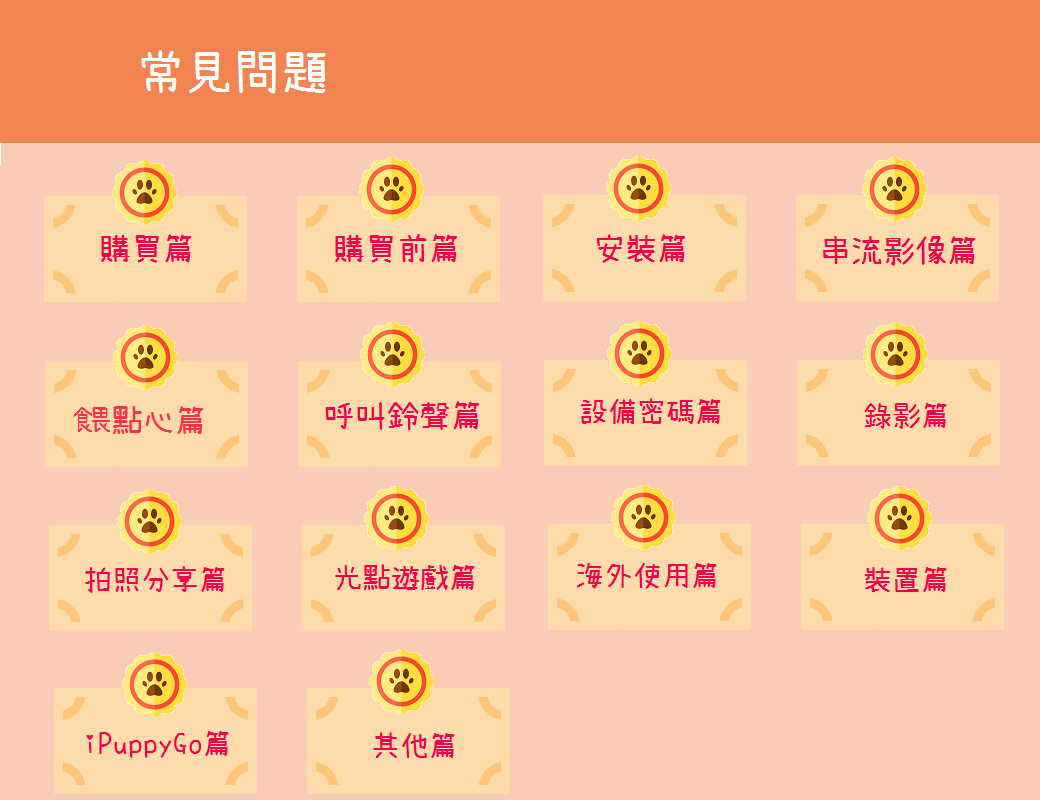 常見問題
購買篇
購買前篇
安裝篇
串流影像篇
餵點心篇
呼叫鈴聲篇
設備密碼篇
錄影篇
拍照分享篇
光點遊戲篇
海外使用篇
裝置篇
iPuppyGo篇
其他篇